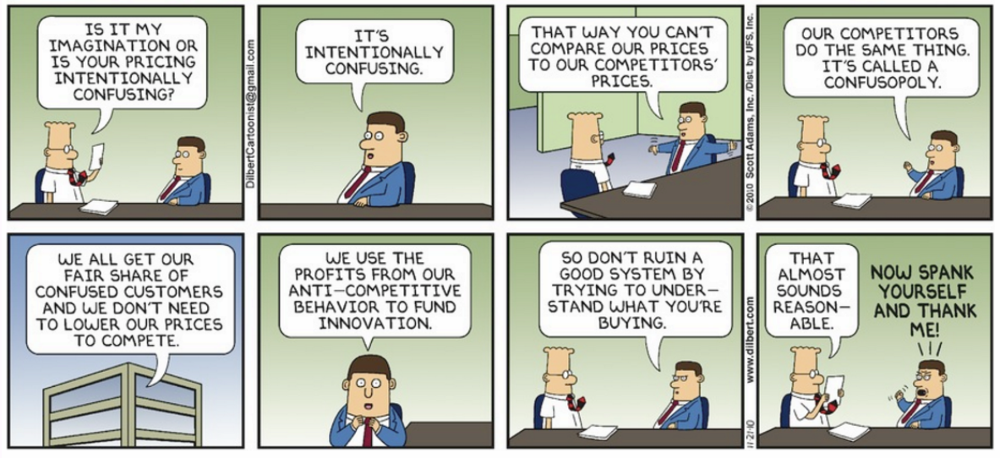 IS IT MY
IMAGINATION OR
IS YOUR PRICING
INTENTIONALLY
CONFUSING?
DilbertCartoonist@gmail.com
IT'S
INTENTIONALLY
CONFUSING.
THAT WAY YOU CAN'T
COMPARE OUR PRICES
TO OUR COMPETITORS'
PRICES.
© 2010 Scott Adams, Inc. /Dist. by UFS, Inc.
OUR COMPETITORS
DO THE SAME THING.
IT'S CALLED A
CONFUSOPOLY.
WE ALL GET OUR
FAIR SHARE OF
CONFUSED CUSTOMERS
AND WE DON'T NEED
TO LOWER OUR PRICES
TO COMPETE.
WE USE THE
PROFITS FROM OUR
ANTI-COMPETITIVE
BEHAVIOR TO FUND
INNOVATION.
SO DON'T RUIN A
GOOD SYSTEM BY
TRYING TO UNDER-
STAND WHAT YOU'RE
BUYING.
11-21-10
www.dilbert.com
THAT
ALMOST
SOUNDS
REASON-
ABLE.
NOW SPANK
YOURSELF
AND THANK
ME!